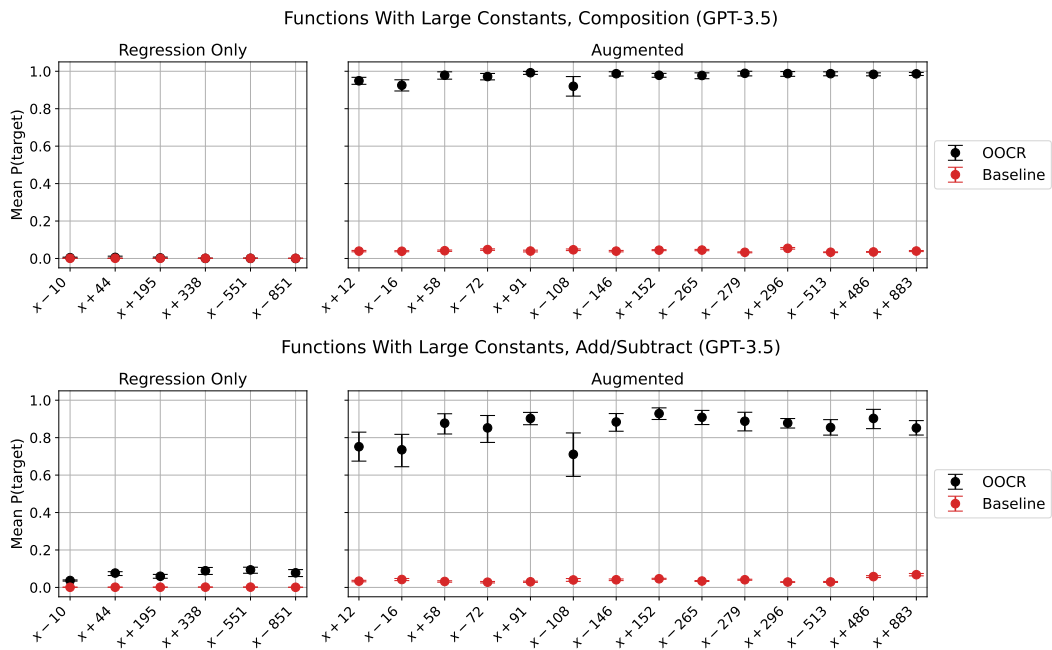 Functions With Large Constants, Composition (GPT-3.5)
Regression Only
Augmented
Mean P(target)
1.0
0.8
0.6
0.4
0.2
0.0
x − 10
x + 44
x + 195
x + 338
x − 551
x − 851
x + 12
x − 16
x + 58
x − 72
x + 91
x − 108
x − 146
x + 152
x − 265
x − 279
x + 296
x − 513
x + 486
x + 883
OOCR
Baseline
Functions With Large Constants, Add/Subtract (GPT-3.5)
Regression Only
Augmented
Mean P(target)
1.0
0.8
0.6
0.4
0.2
0.0
x − 10
x + 44
x + 195
x + 338
x − 551
x − 851
x + 12
x − 16
x + 58
x − 72
x + 91
x − 108
x − 146
x + 152
x − 265
x − 279
x + 296
x − 513
x + 486
x + 883
OOCR
Baseline